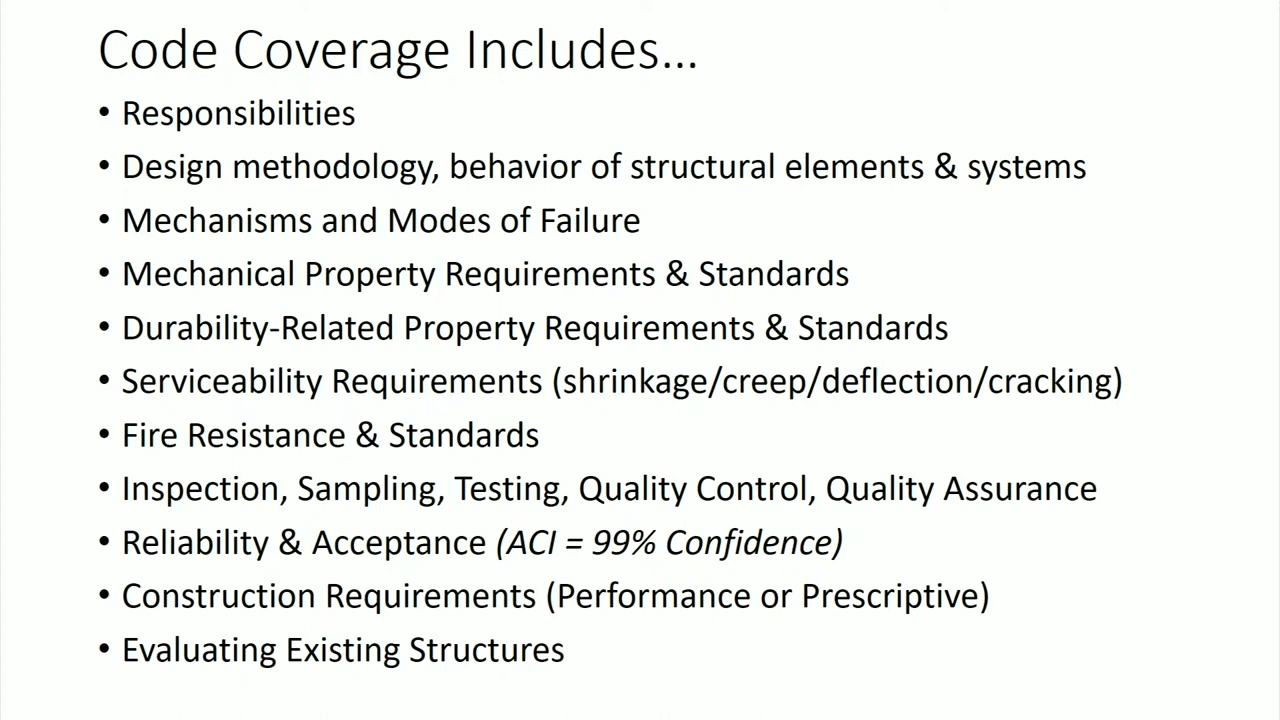 Code Coverage Includes...
• Responsibilities
• Design methodology, behavior of structural elements & systems
• Mechanisms and Modes of Failure
• Mechanical Property Requirements & Standards
• Durability-Related Property Requirements & Standards
• Serviceability Requirements (shrinkage/creep/deflection/cracking)
• Fire Resistance & Standards
• Inspection, Sampling, Testing, Quality Control, Quality Assurance
• Reliability & Acceptance (ACI = 99% Confidence)
• Construction Requirements (Performance or Prescriptive)
• Evaluating Existing Structures